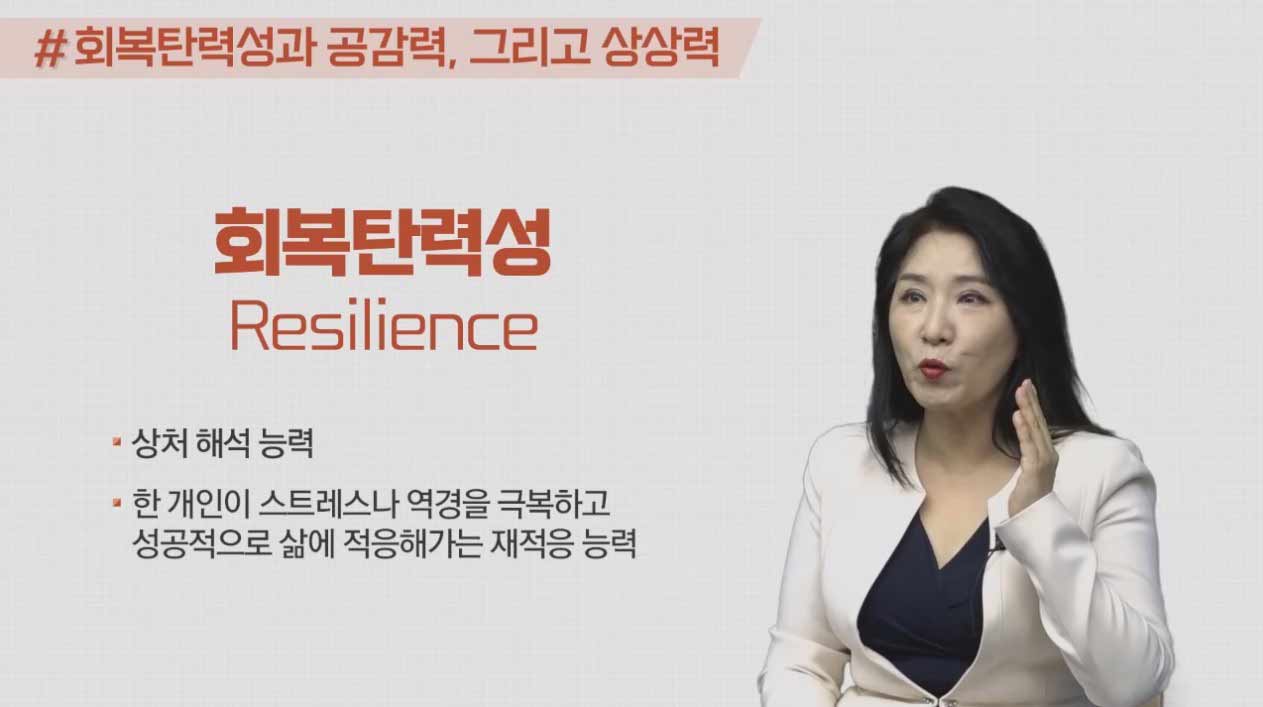 # 회복탄력성과 공감력, 그리고 상상력
회복탄력성
Resilience
상처 해석 능력
한 개인이 스트레스나 역경을 극복하고
성공적으로 삶에 적응해가는 재적응 능력